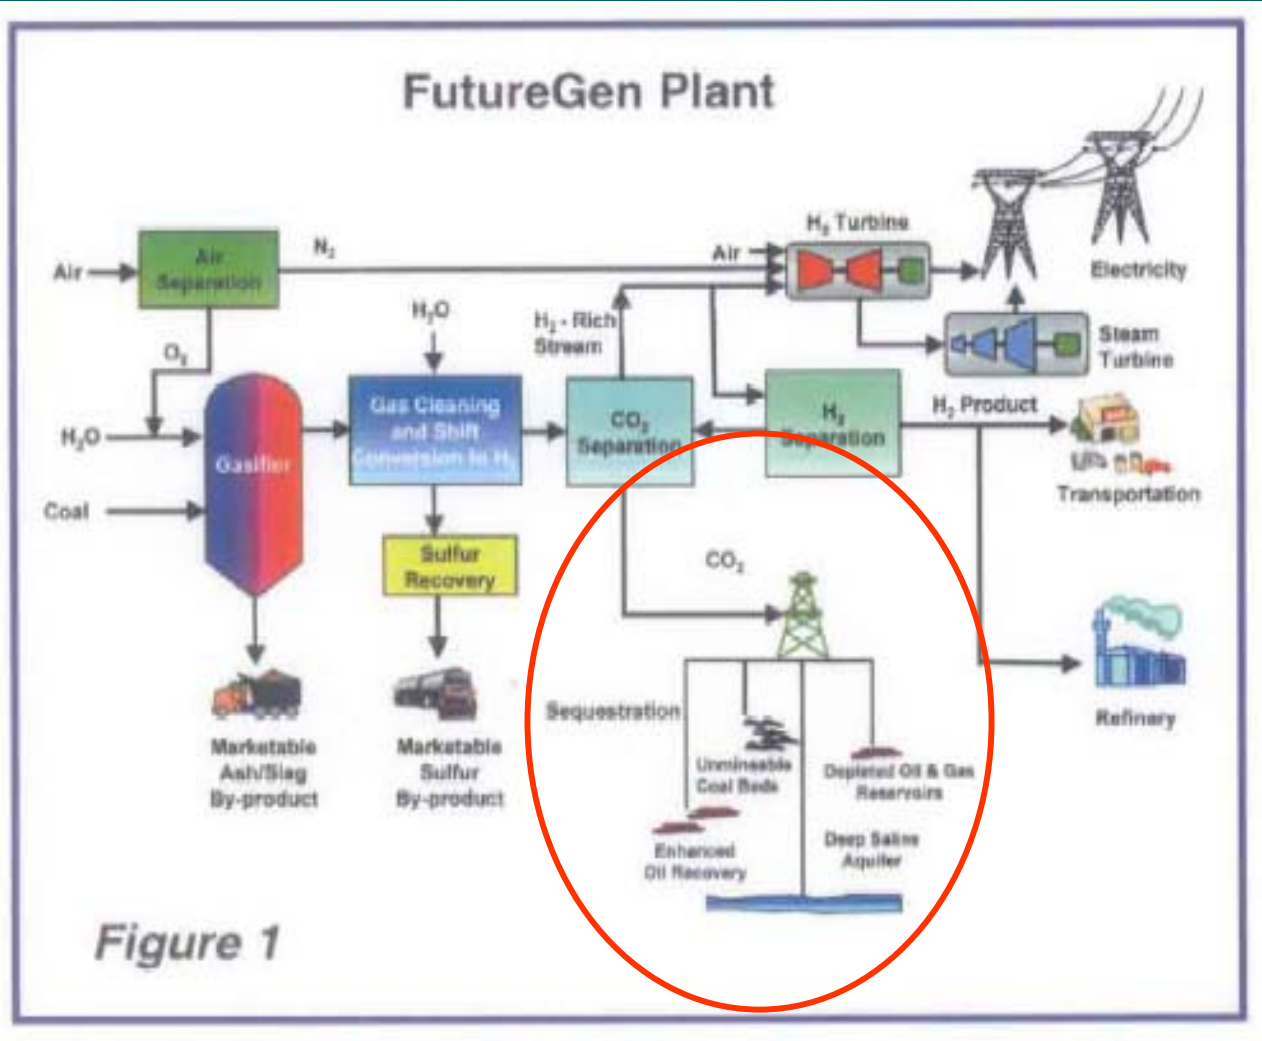 FutureGen Plant
Air
Air
Separation
N₂
O₂
H₂O
Coal
Gasifier
H₂O
Gas Cleaning
and Shift
Conversion to H₂
Sulfur
Recovery
Marketable
Ash/Slag
By-product
Marketable
Sulfur
By-product
H₂ - Rich
Stream
CO₂
Separation
Air
H₂ Turbine
Electricity
Steam
Turbine
H₂
Separation
H₂ Product
Transportation
Refinery
CO₂
Sequestration
Unmineable
Coal Beds
Depleted Oil & Gas
Reservoirs
Enhanced
Oil Recovery
Deep Saline
Aquifer
Figure 1